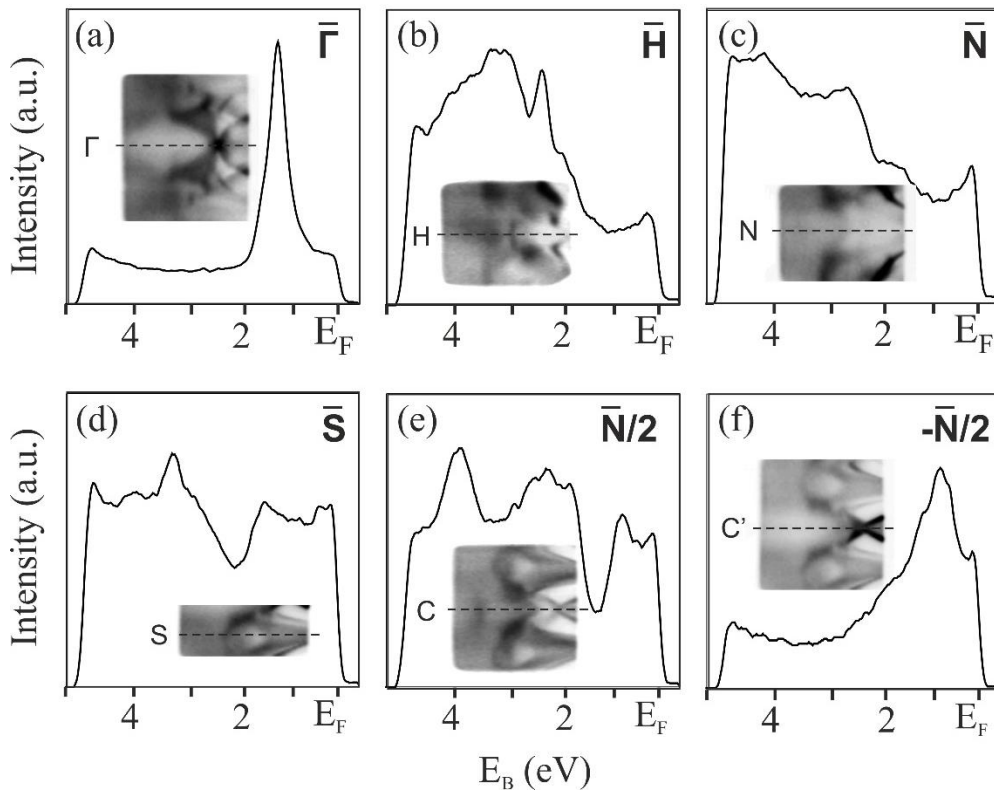 (a) Γ̅ (b) H̅ (c) N̅
Intensity (a.u.)
Γ H N
4 2 E_F 4 2 E_F 4 2 E_F
(d) S̅ (e) N̅/2 (f) -N̅/2
Intensity (a.u.)
S C C'
4 2 E_F 4 2 E_F 4 2 E_F
E_B (eV)